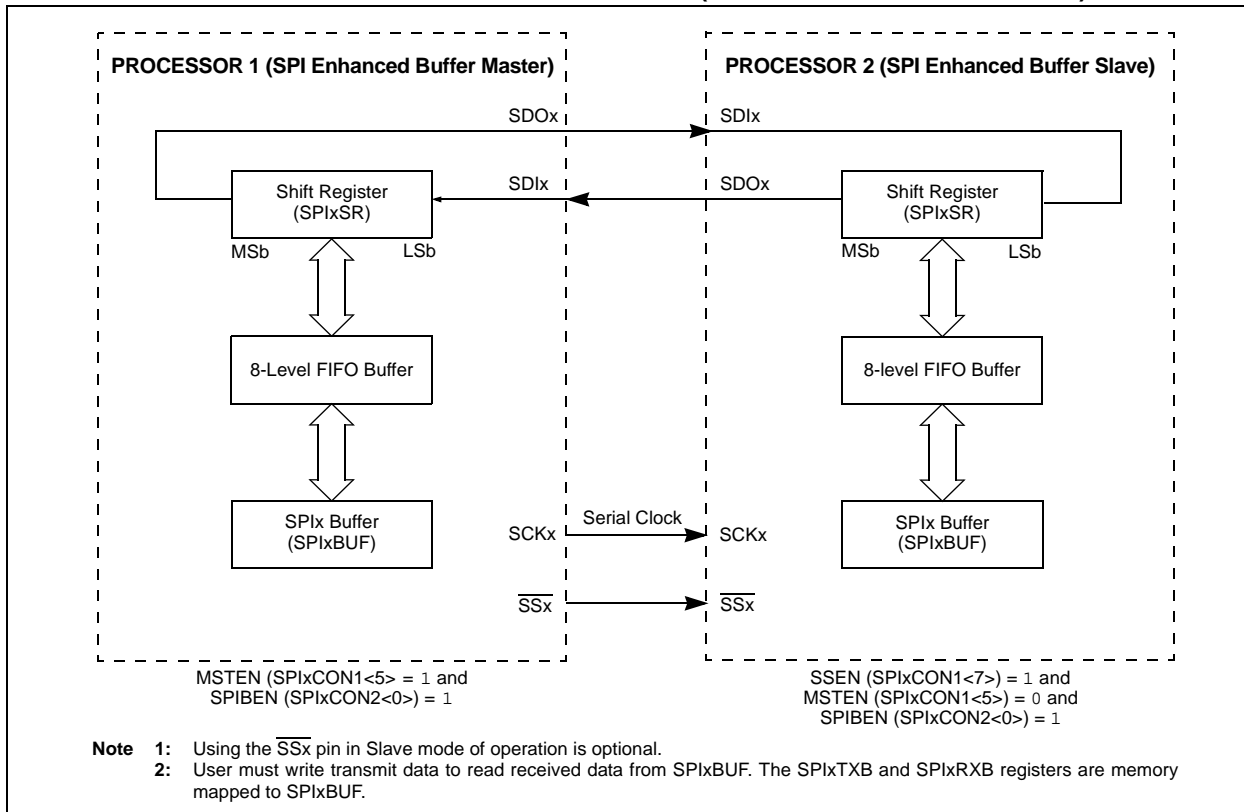 PROCESSOR 1 (SPI Enhanced Buffer Master)
PROCESSOR 2 (SPI Enhanced Buffer Slave)
SDOx
SDIx
SDIx
SDOx
Shift Register
(SPIxSR)
Shift Register
(SPIxSR)
MSb
LSb
MSb
LSb
8-Level FIFO Buffer
8-level FIFO Buffer
SPIx Buffer
(SPIxBUF)
SPIx Buffer
(SPIxBUF)
SCKx
Serial Clock
SCKx
SSx
SSx
MSTEN (SPIxCON1<5> = 1 and
SPIBEN (SPIxCON2<0>) = 1
SSEN (SPIxCON1<7>) = 1 and
MSTEN (SPIxCON1<5>) = 0 and
SPIBEN (SPIxCON2<0>) = 1
Note 1: Using the SSx pin in Slave mode of operation is optional.
2: User must write transmit data to read received data from SPIxBUF. The SPIxTXB and SPIxRXB registers are memory
mapped to SPIxBUF.